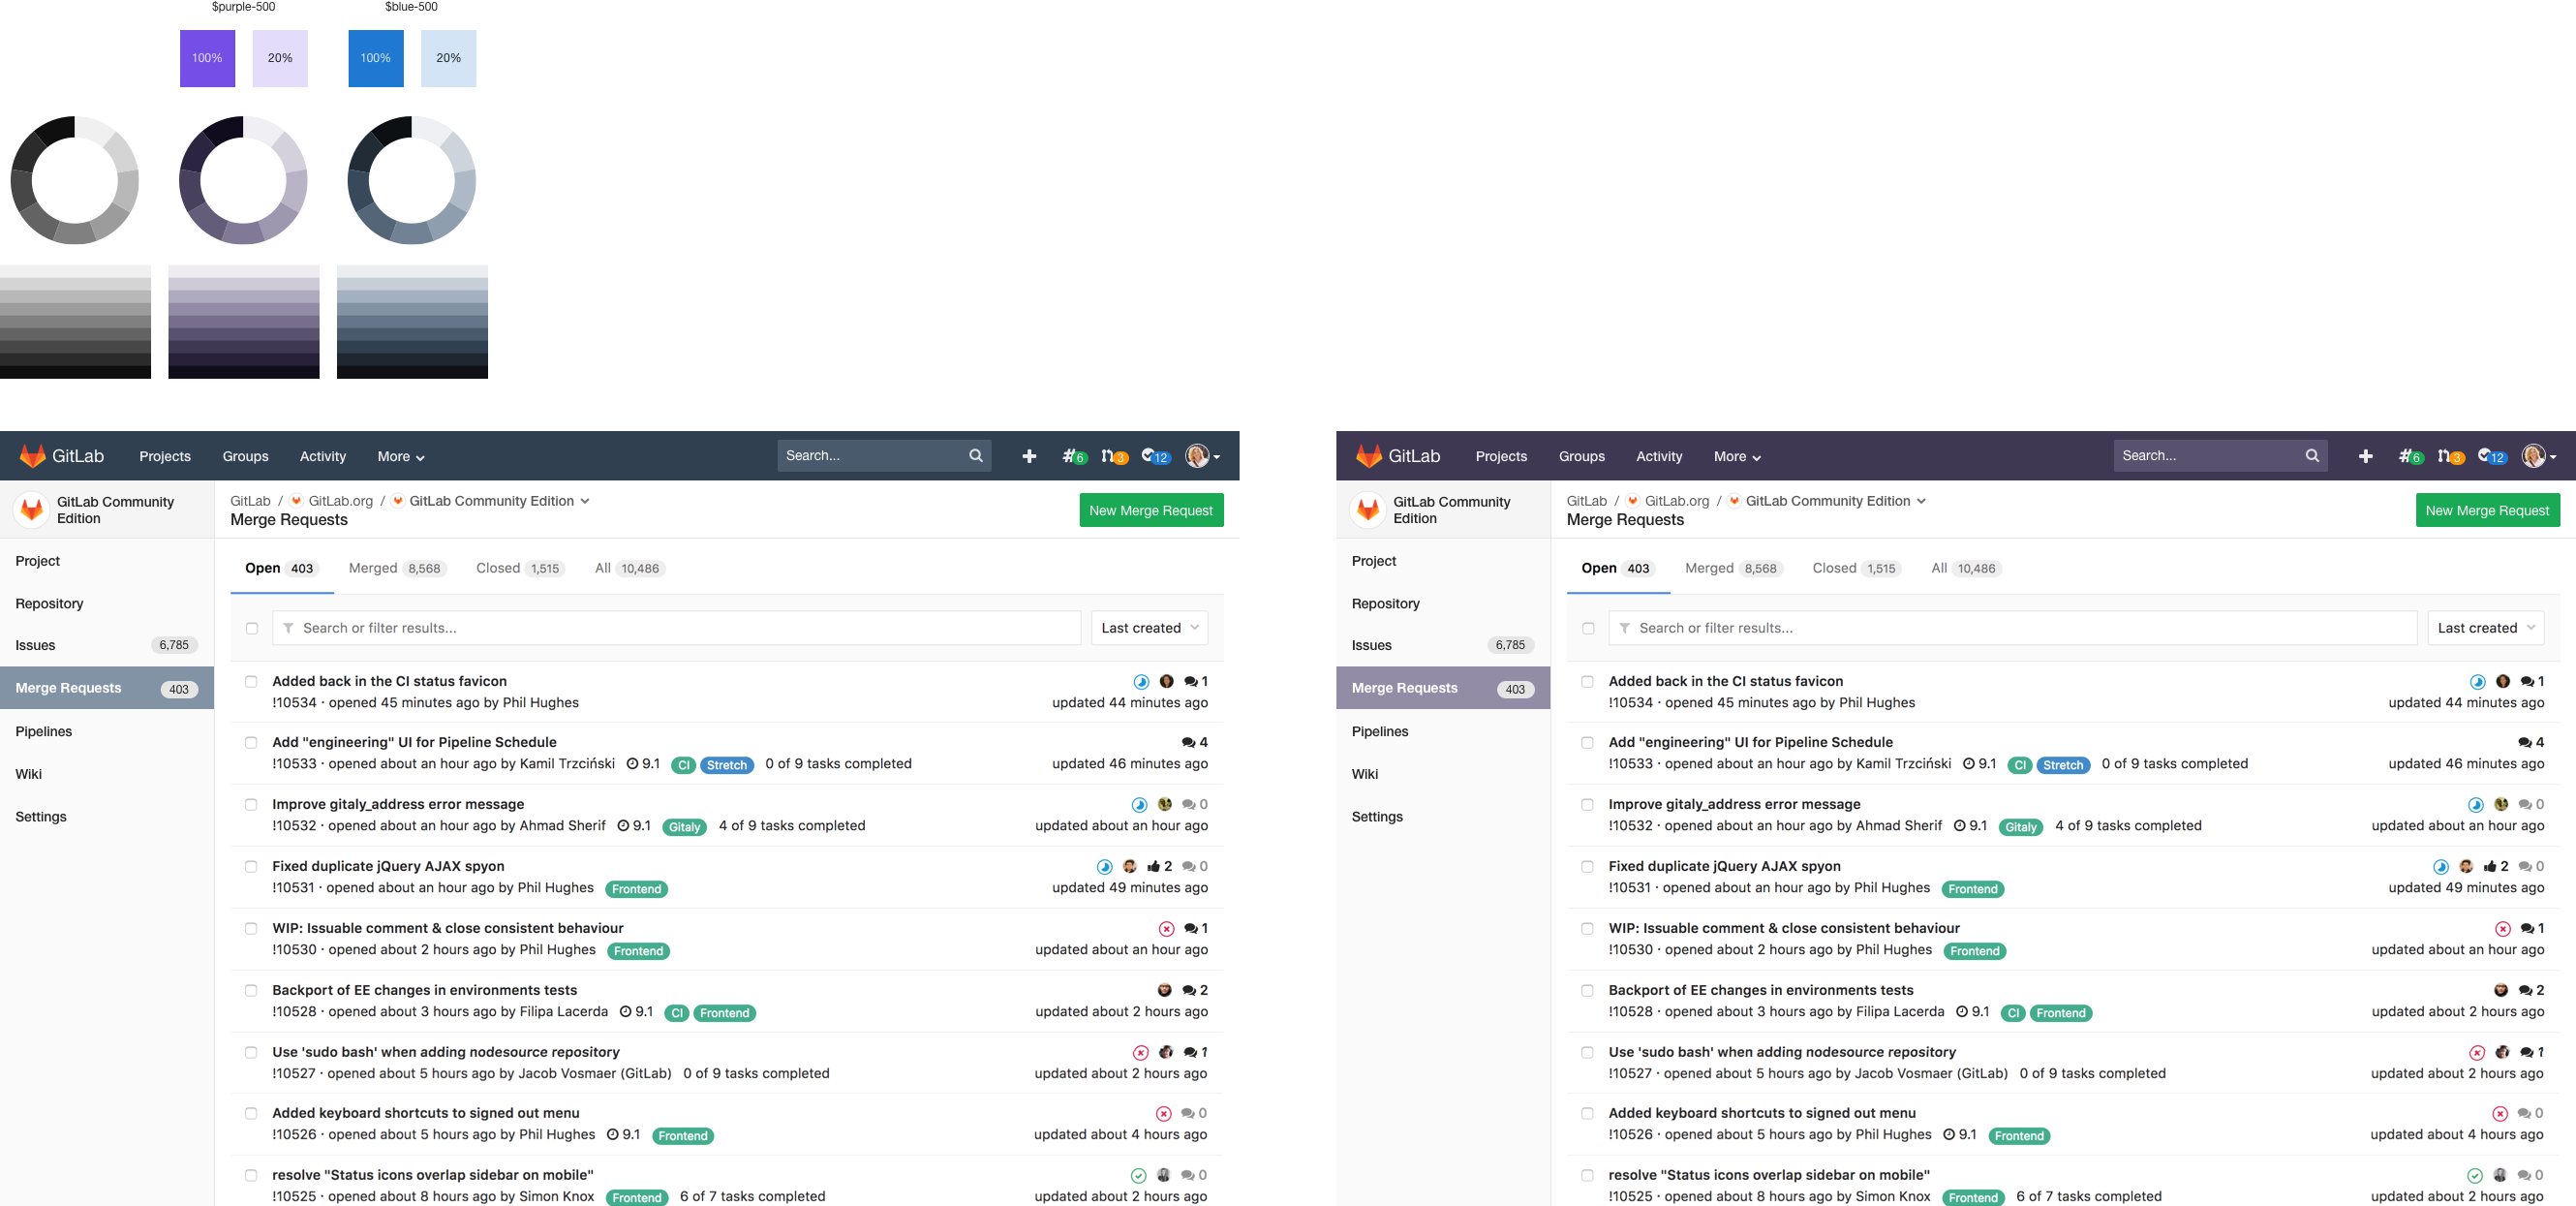 $purple-500 $blue-500
100% 20% 100% 20%
GitLab Projects Groups Activity More Search... 6 3 12
GitLab Community
Edition
GitLab / GitLab.org / GitLab Community Edition
Merge Requests
New Merge Request
Project
Repository
Issues 6,785
Merge Requests 403
Pipelines
Wiki
Settings
Open 403 Merged 8,568 Closed 1,515 All 10,486
Search or filter results... Last created
Added back in the CI status favicon 1
!10534 · opened 45 minutes ago by Phil Hughes updated 44 minutes ago
Add "engineering" UI for Pipeline Schedule 4
!10533 · opened about an hour ago by Kamil Trzciński 9.1 CI Stretch 0 of 9 tasks completed updated 46 minutes ago
Improve gitaly_address error message 0
!10532 · opened about an hour ago by Ahmad Sherif 9.1 Gitaly 4 of 9 tasks completed updated about an hour ago
Fixed duplicate jQuery AJAX spyon 2 0
!10531 · opened about an hour ago by Phil Hughes Frontend updated 49 minutes ago
WIP: Issuable comment & close consistent behaviour 1
!10530 · opened about 2 hours ago by Phil Hughes Frontend updated about an hour ago
Backport of EE changes in environments tests 2
!10528 · opened about 3 hours ago by Filipa Lacerda 9.1 CI Frontend updated about 2 hours ago
Use 'sudo bash' when adding nodesource repository 1
!10527 · opened about 5 hours ago by Jacob Vosmaer (GitLab) 0 of 9 tasks completed updated about 2 hours ago
Added keyboard shortcuts to signed out menu 0
!10526 · opened about 5 hours ago by Phil Hughes 9.1 Frontend updated about 4 hours ago
resolve "Status icons overlap sidebar on mobile" 0
!10525 · opened about 8 hours ago by Simon Knox Frontend 6 of 7 tasks completed updated about 2 hours ago
GitLab Projects Groups Activity More Search... 6 3 12
GitLab Community
Edition
GitLab / GitLab.org / GitLab Community Edition
Merge Requests
New Merge Request
Project
Repository
Issues 6,785
Merge Requests 403
Pipelines
Wiki
Settings
Open 403 Merged 8,568 Closed 1,515 All 10,486
Search or filter results... Last created
Added back in the CI status favicon 1
!10534 · opened 45 minutes ago by Phil Hughes updated 44 minutes ago
Add "engineering" UI for Pipeline Schedule 4
!10533 · opened about an hour ago by Kamil Trzciński 9.1 CI Stretch 0 of 9 tasks completed updated 46 minutes ago
Improve gitaly_address error message 0
!10532 · opened about an hour ago by Ahmad Sherif 9.1 Gitaly 4 of 9 tasks completed updated about an hour ago
Fixed duplicate jQuery AJAX spyon 2 0
!10531 · opened about an hour ago by Phil Hughes Frontend updated 49 minutes ago
WIP: Issuable comment & close consistent behaviour 1
!10530 · opened about 2 hours ago by Phil Hughes Frontend updated about an hour ago
Backport of EE changes in environments tests 2
!10528 · opened about 3 hours ago by Filipa Lacerda 9.1 CI Frontend updated about 2 hours ago
Use 'sudo bash' when adding nodesource repository 1
!10527 · opened about 5 hours ago by Jacob Vosmaer (GitLab) 0 of 9 tasks completed updated about 2 hours ago
Added keyboard shortcuts to signed out menu 0
!10526 · opened about 5 hours ago by Phil Hughes 9.1 Frontend updated about 4 hours ago
resolve "Status icons overlap sidebar on mobile" 0
!10525 · opened about 8 hours ago by Simon Knox Frontend 6 of 7 tasks completed updated about 2 hours ago